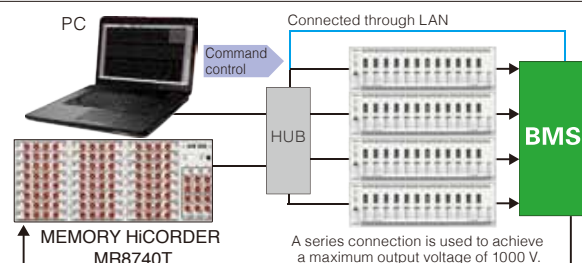 PC
Connected through LAN
Command
control
HUB
BMS
MEMORY HiCORDER
MR8740T
A series connection is used to achieve
a maximum output voltage of 1000 V.